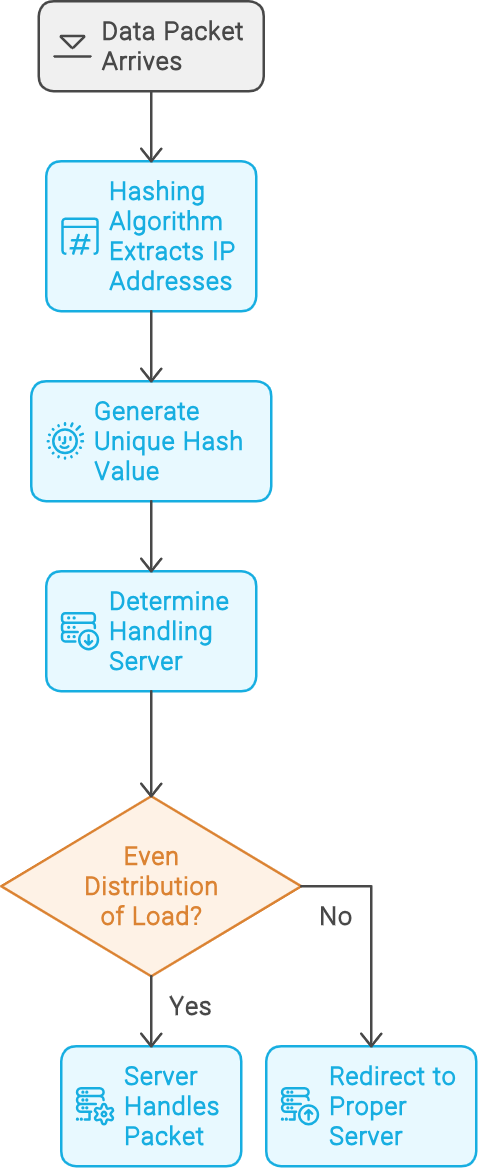 Data Packet
Arrives
Hashing
Algorithm
Extracts IP
Addresses
Generate
Unique Hash
Value
Determine
Handling
Server
Even
Distribution
of Load?
No
Yes
Server
Handles
Packet
Redirect to
Proper
Server